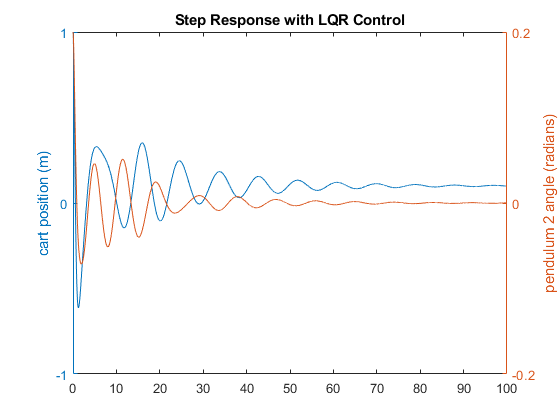 Step Response with LQR Control
1
0
-1
cart position (m)
0.2
0
-0.2
pendulum 2 angle (radians)
0 10 20 30 40 50 60 70 80 90 100